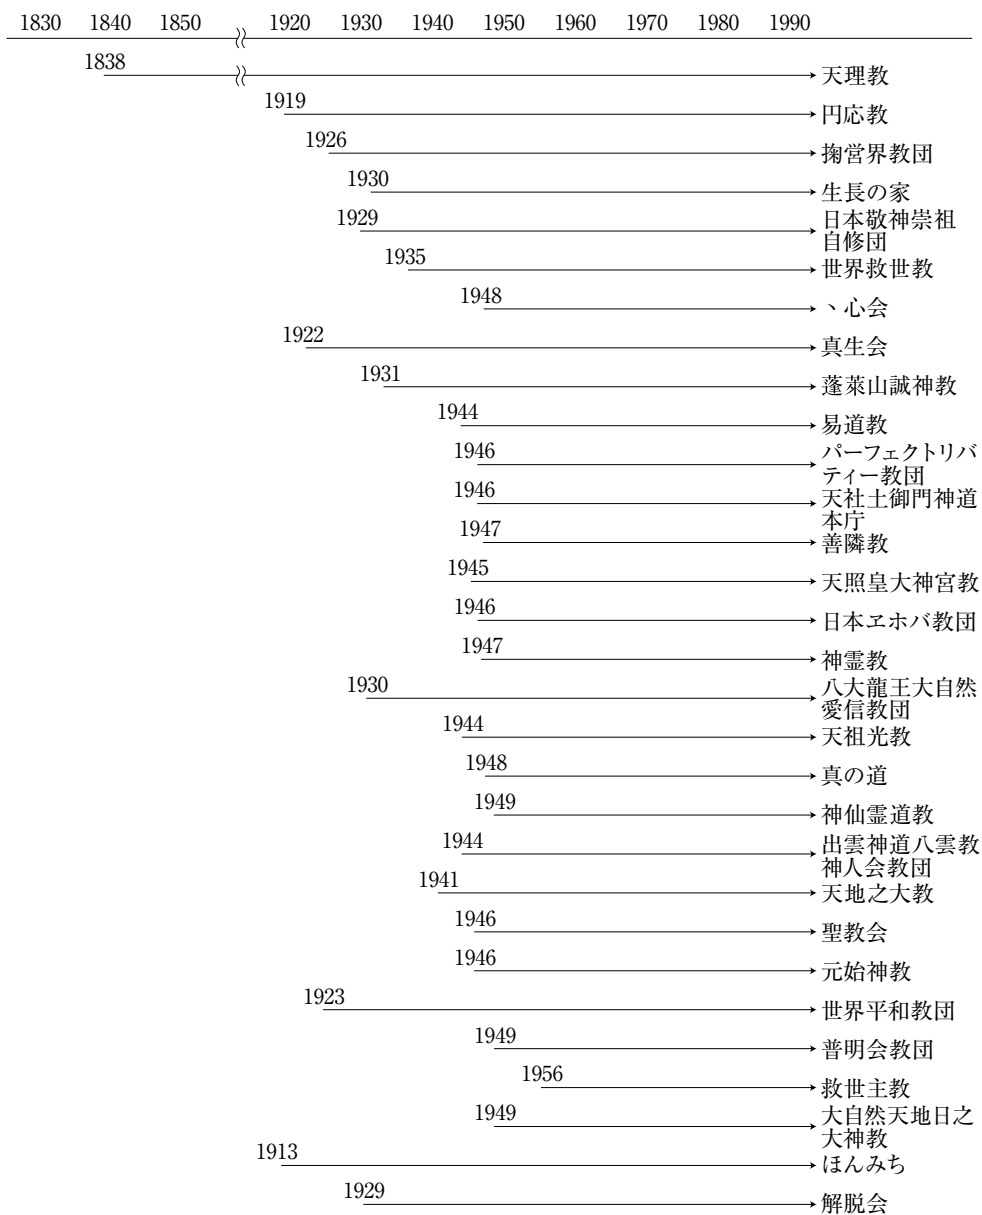 1830 1840 1850 1920 1930 1940 1950 1960 1970 1980 1990
1838
天理教
1919
円応教
1926
掬営界教団
1930
生長の家
1929
日本敬神崇祖
自修団
1935
世界救世教
1948
ヽ心会
1922
真生会
1931
蓬莱山誠神教
1944
易道教
1946
パーフェクトリバ
ティー教団
1946
天社土御門神道
本庁
1947
善隣教
1945
天照皇大神宮教
1946
日本ヱホバ教団
1947
神霊教
1930
八大龍王大自然
愛信教団
1944
天祖光教
1948
真の道
1949
神仙霊道教
1944
出雲神道八雲教
神人会教団
1941
天地之大教
1946
聖教会
1946
元始神教
1923
世界平和教団
1949
普明会教団
1956
救世主教
1949
大自然天地日之
大神教
1913
ほんみち
1929
解脱会